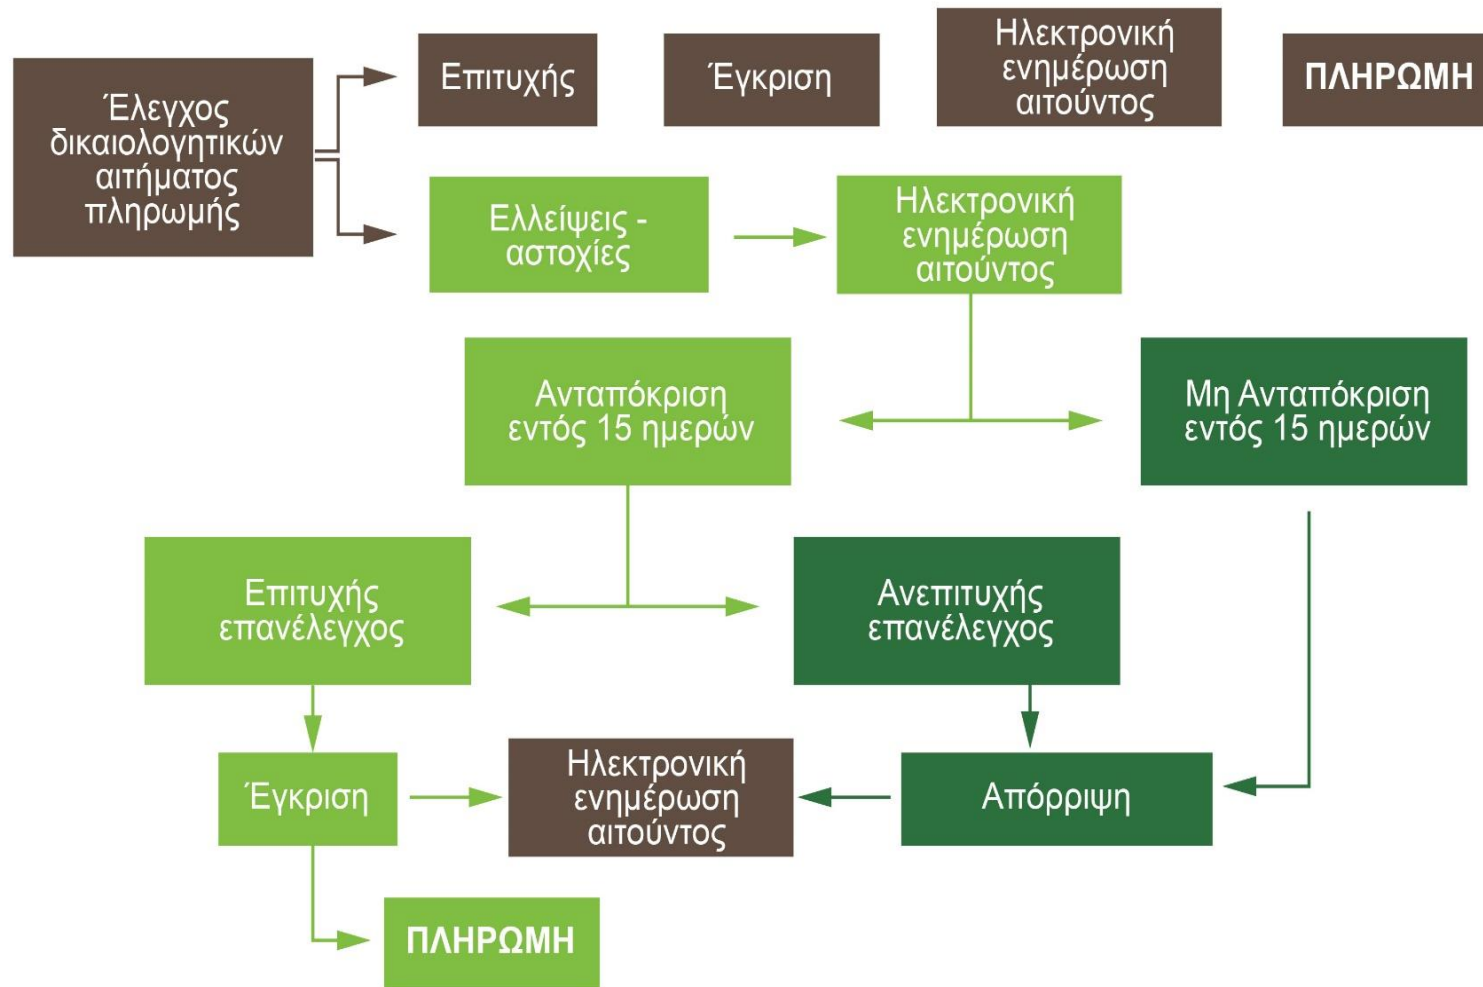 Έλεγχος
δικαιολογητικών
αιτήματος
πληρωμής
Επιτυχής
Έγκριση
Ηλεκτρονική
ενημέρωση
αιτούντος
ΠΛΗΡΩΜΗ
Ελλείψεις -
αστοχίες
Ηλεκτρονική
ενημέρωση
αιτούντος
Ανταπόκριση
εντός 15 ημερών
Μη Ανταπόκριση
εντός 15 ημερών
Επιτυχής
επανέλεγχος
Ανεπιτυχής
επανέλεγχος
Έγκριση
Ηλεκτρονική
ενημέρωση
αιτούντος
Απόρριψη
ΠΛΗΡΩΜΗ